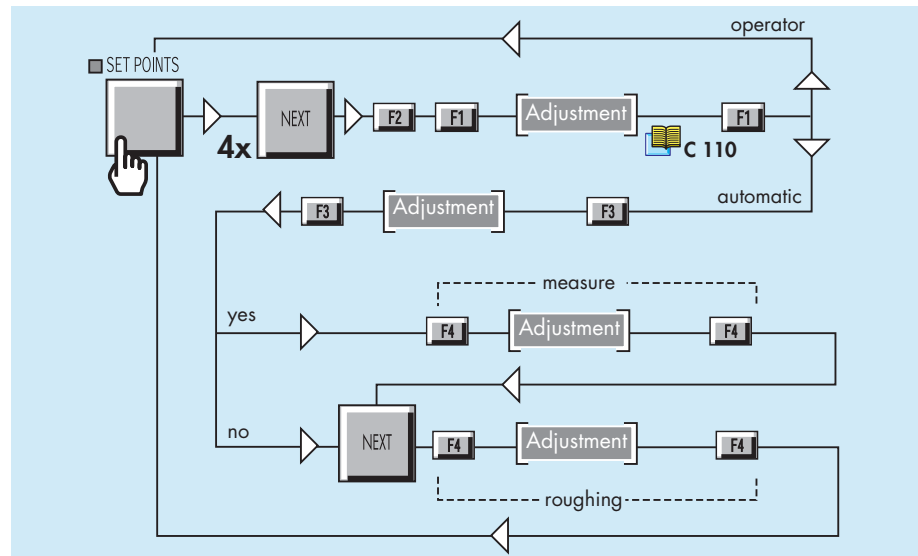 operator
SET POINTS
4x
NEXT
F2
F1
Adjustment
C 110
F1
automatic
F3
Adjustment
F3
measure
yes
F4
Adjustment
F4
no
NEXT
F4
Adjustment
F4
roughing